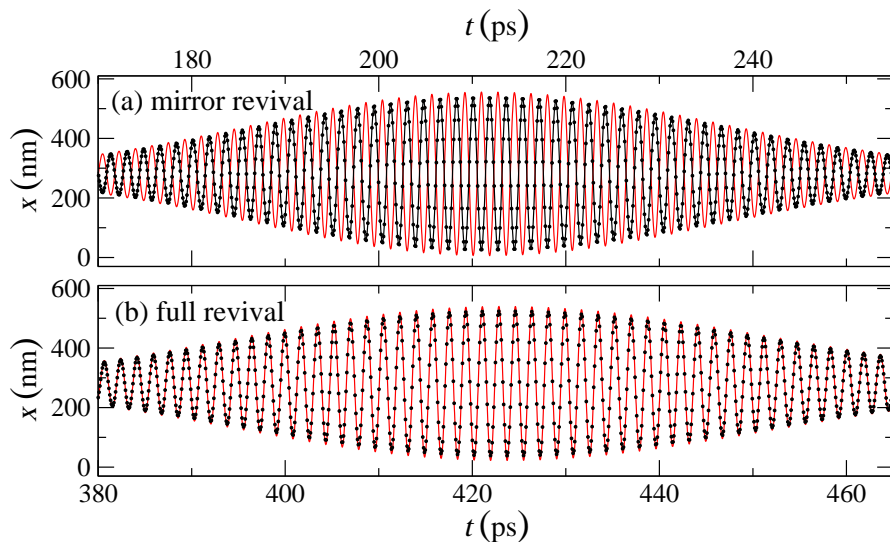 t (ps)
180 200 220 240
600
(a) mirror revival
400
x (nm)
200
0
600
(b) full revival
400
x (nm)
200
0
380 400 420 440 460
t (ps)